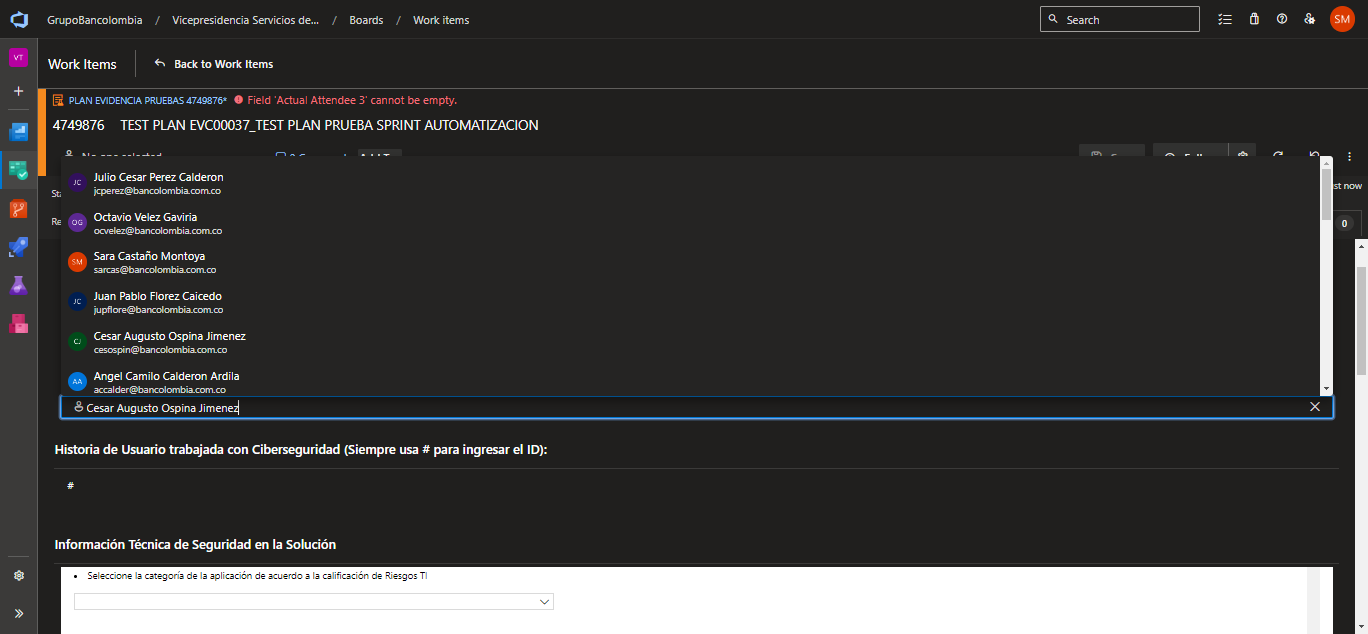 GrupoBancolombia / Vicepresidencia Servicios de... / Boards / Work items
Search
SM
VT
Work Items
Back to Work Items
PLAN EVIDENCIA PRUEBAS 4749876* Field 'Actual Attendee 3' cannot be empty.
4749876 TEST PLAN EVC00037_TEST PLAN PRUEBA SPRINT AUTOMATIZACION
No one selected
st now
0
JC
Julio Cesar Perez Calderon
jcperez@bancolombia.com.co
OG
Octavio Velez Gaviria
ocvelez@bancolombia.com.co
SM
Sara Castaño Montoya
sarcas@bancolombia.com.co
JC
Juan Pablo Florez Caicedo
jupflore@bancolombia.com.co
CJ
Cesar Augusto Ospina Jimenez
cesospin@bancolombia.com.co
AA
Angel Camilo Calderon Ardila
accalder@bancolombia.com.co
Cesar Augusto Ospina Jimenez
Historia de Usuario trabajada con Ciberseguridad (Siempre usa # para ingresar el ID):
#
Información Técnica de Seguridad en la Solución
• Seleccione la categoría de la aplicación de acuerdo a la calificación de Riesgos TI